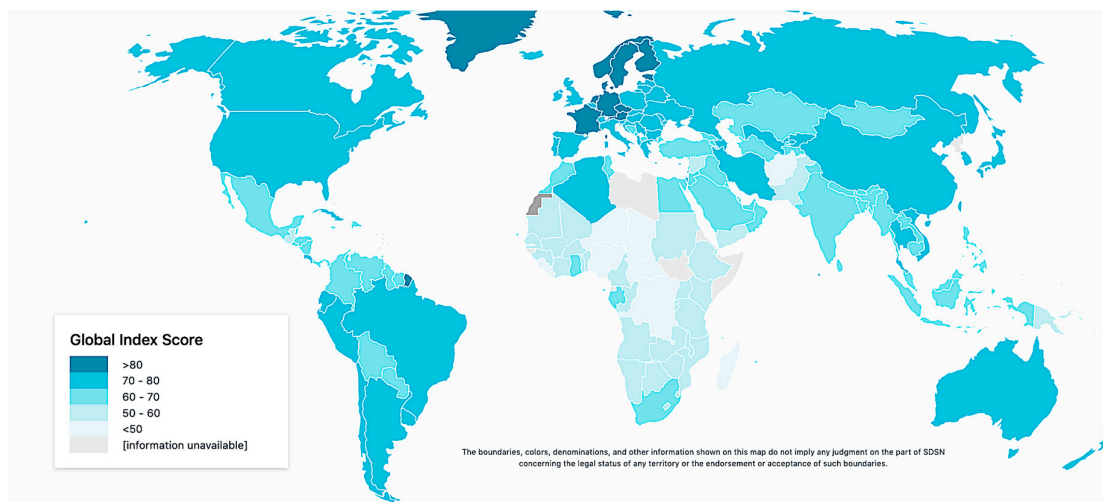 Global Index Score
>80
70 - 80
60 - 70
50 - 60
<50
[information unavailable]
The boundaries, colors, denominations, and other information shown on this map do not imply any judgment on the part of SDSN
concerning the legal status of any territory or the endorsement or acceptance of such boundaries.